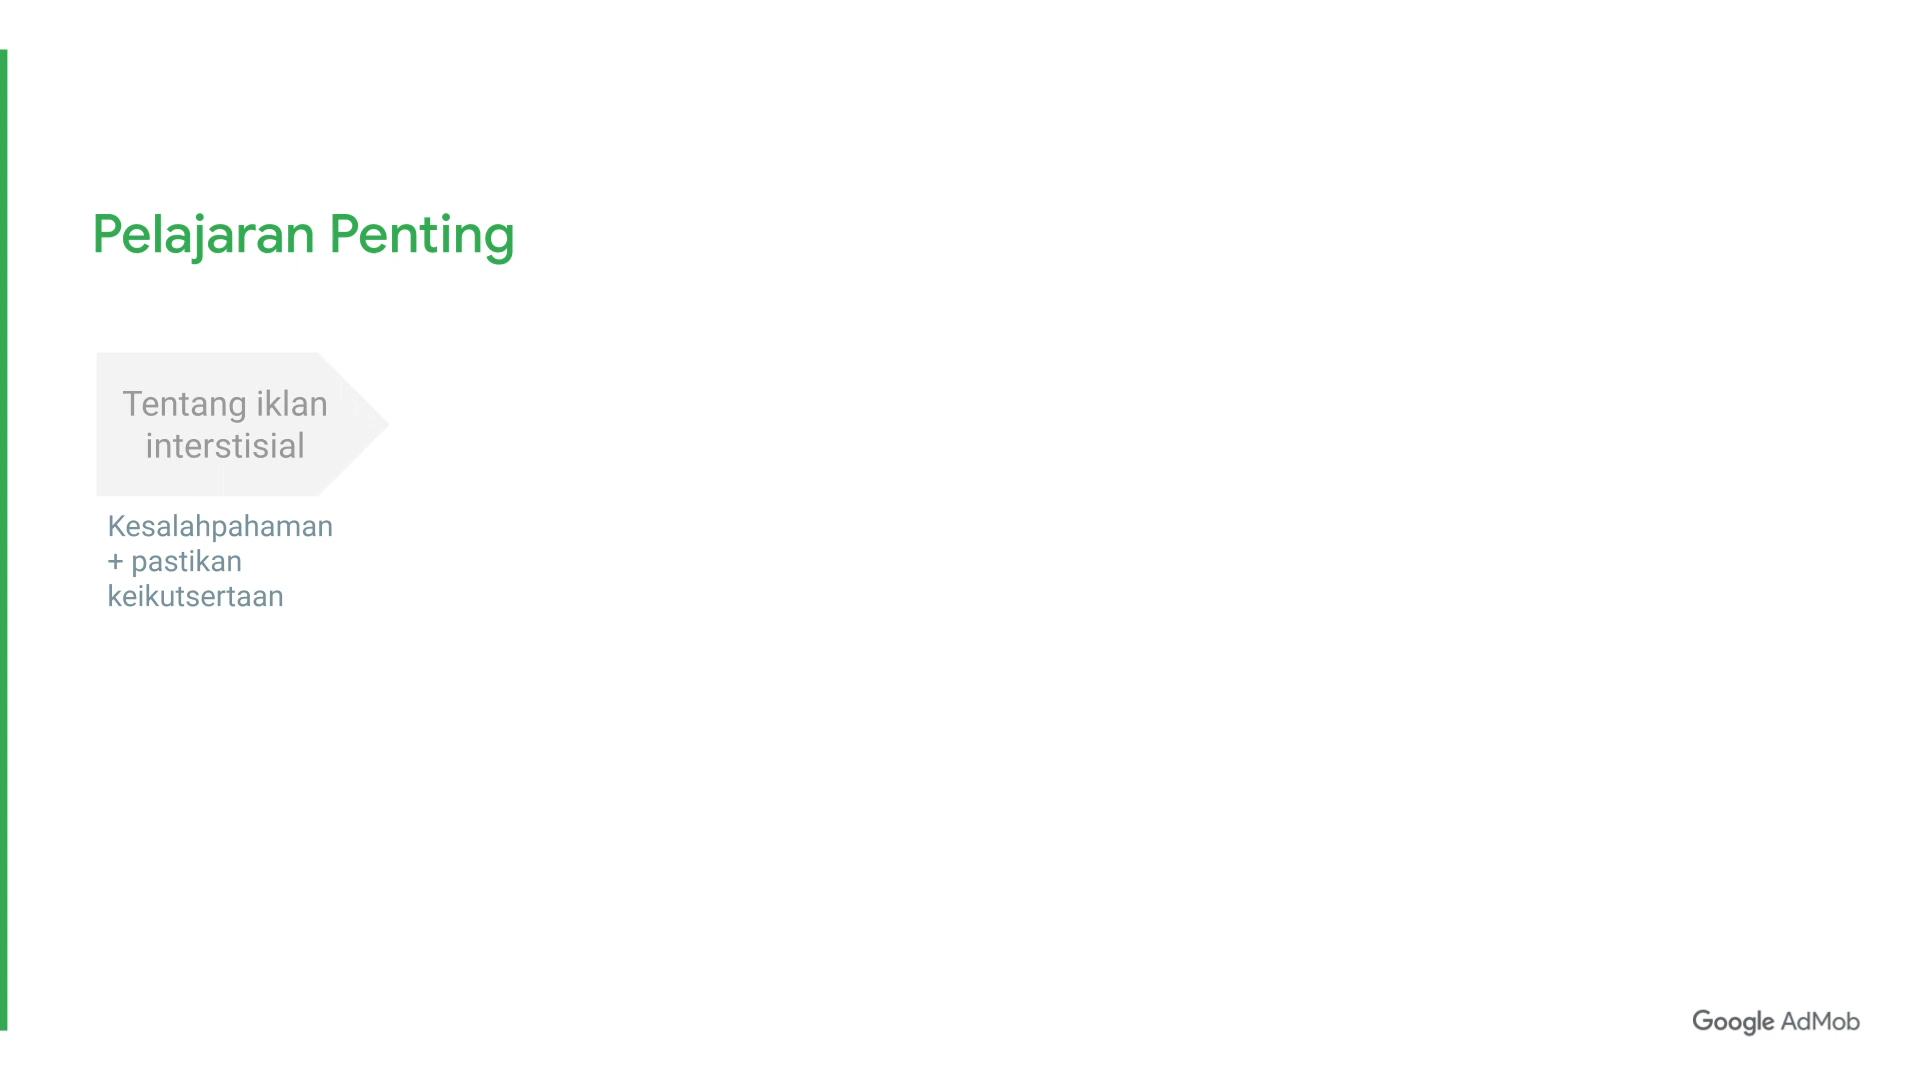 Pelajaran Penting
Tentang iklan
interstisial
Kesalahpahaman
+ pastikan
keikutsertaan
Google AdMob